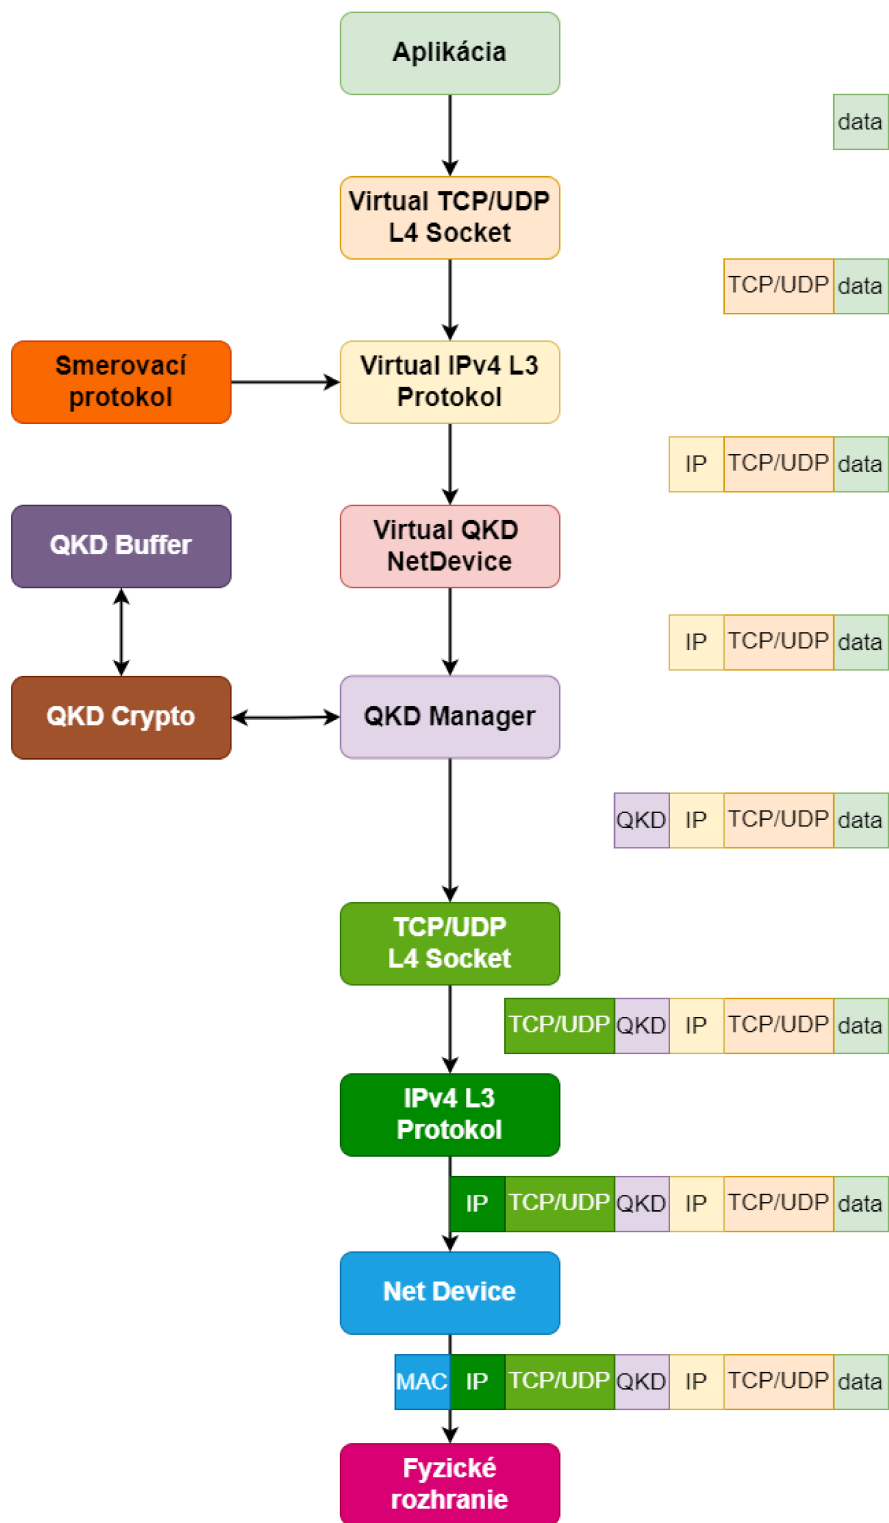 Aplikácia
data
Virtual TCP/UDP
L4 Socket
TCP/UDP data
Smerovací
protokol
Virtual IPv4 L3
Protokol
IP TCP/UDP data
QKD Buffer
Virtual QKD
NetDevice
IP TCP/UDP data
QKD Crypto
QKD Manager
QKD IP TCP/UDP data
TCP/UDP
L4 Socket
TCP/UDP QKD IP TCP/UDP data
IPv4 L3
Protokol
IP TCP/UDP QKD IP TCP/UDP data
Net Device
MAC IP TCP/UDP QKD IP TCP/UDP data
Fyzické
rozhranie